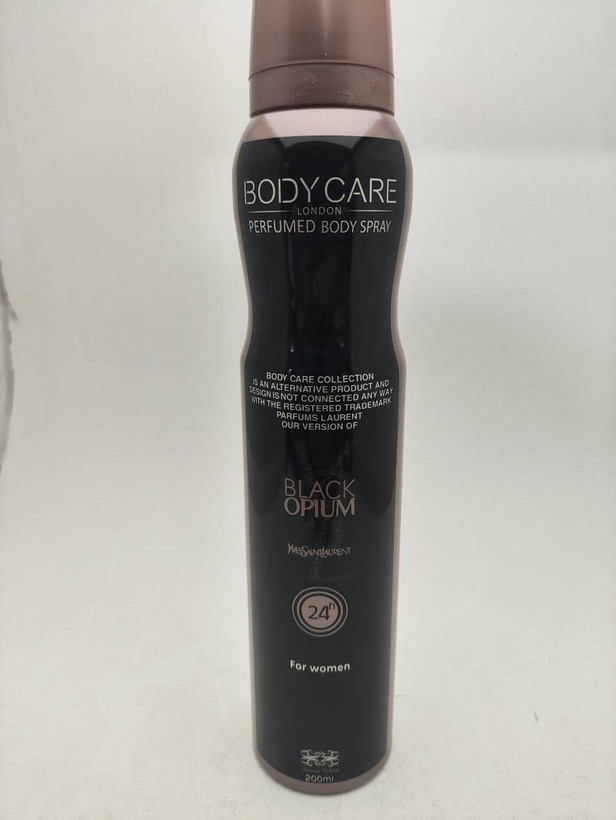 BODY CARE
LONDON
PERFUMED BODY SPRAY
BODY CARE COLLECTION
IS AN ALTERNATIVE PRODUCT AND
DESIGN IS NOT CONNECTED ANY WAY
WITH THE REGISTERED TRADEMARK
PARFUMS LAURENT
OUR VERSION OF
BLACK
OPIUM
YVESSAINTLAURENT
24h
For women
200ml